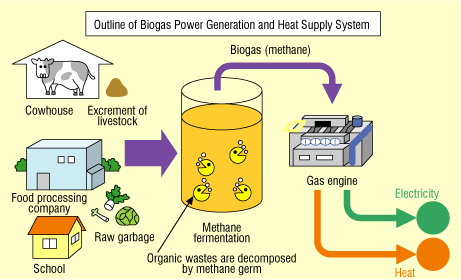 Outline of Biogas Power Generation and Heat Supply System
Biogas (methane)
Cowhouse
Excrement of
livestock
Food processing
company
Raw garbage
School
Methane
fermentation
Organic wastes are decomposed
by methane germ
Gas engine
Electricity
Heat